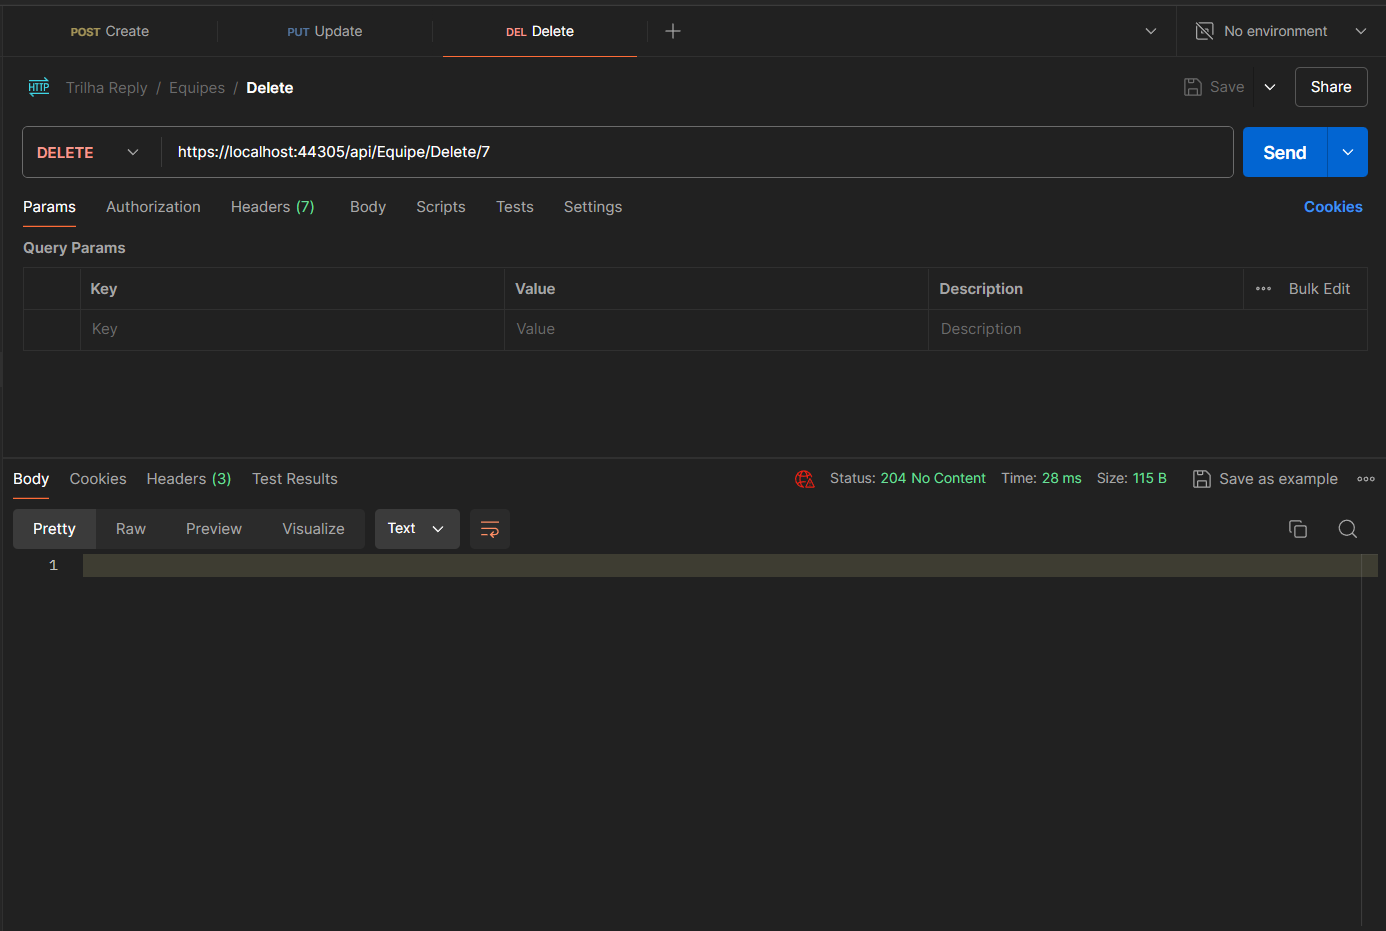 POST Create PUT Update DEL Delete No environment
HTTP Trilha Reply / Equipes / Delete Save Share
DELETE https://localhost:44305/api/Equipe/Delete/7 Send
Params Authorization Headers (7) Body Scripts Tests Settings Cookies
Query Params
Key Value Description Bulk Edit
Key Value Description
Body Cookies Headers (3) Test Results Status: 204 No Content Time: 28 ms Size: 115 B Save as example
Pretty Raw Preview Visualize Text
1